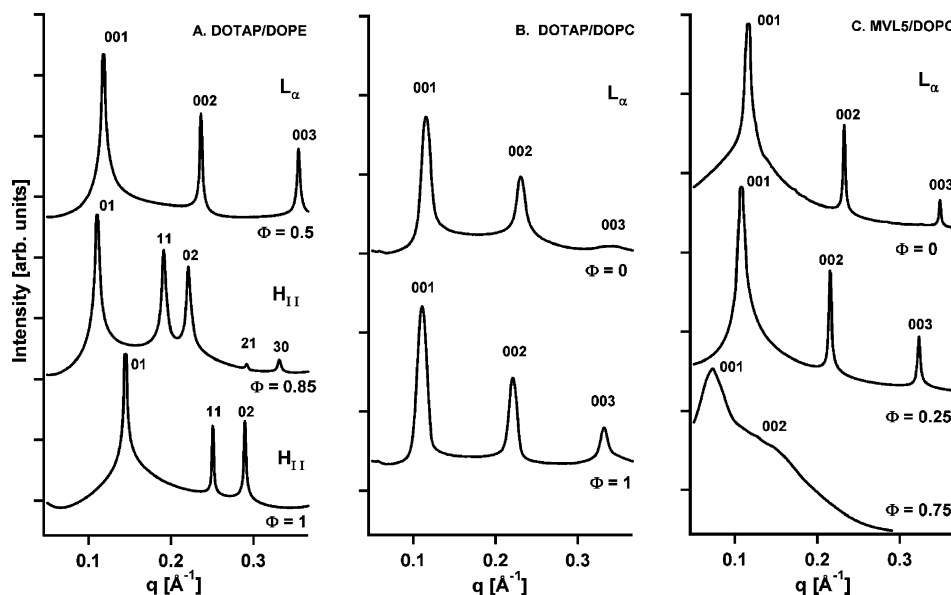 A. DOTAP/DOPE
001
Lα
002
003
Φ = 0.5
01
11
02
HII
21
30
Φ = 0.85
01
11
02
HII
Φ = 1
0.1
0.2
0.3
q [Å-1]
Intensity [arb. units]
B. DOTAP/DOPC
001
Lα
002
003
Φ = 0
001
002
003
Φ = 1
0.1
0.2
0.3
q [Å-1]
C. MVL5/DOPC
001
Lα
002
003
Φ = 0
001
002
003
Φ = 0.25
001
002
Φ = 0.75
0.1
0.2
0.3
q [Å-1]